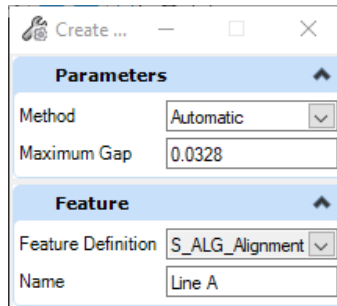 Create ...
Parameters
Method Automatic
Maximum Gap 0.0328
Feature
Feature Definition S_ALG_Alignment
Name Line A